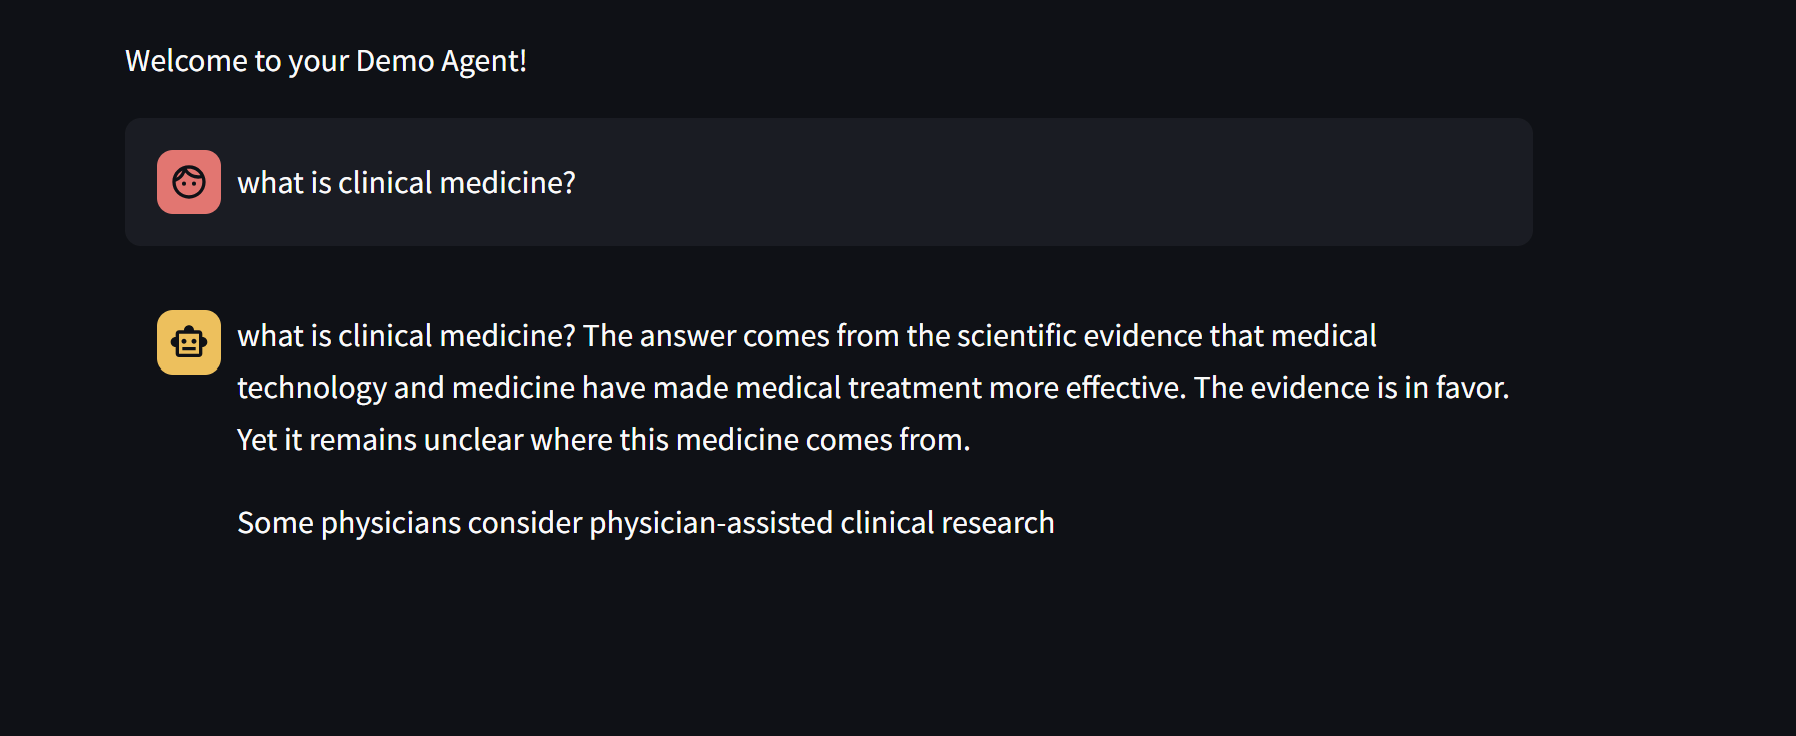 Welcome to your Demo Agent!
what is clinical medicine?
what is clinical medicine? The answer comes from the scientific evidence that medical
technology and medicine have made medical treatment more effective. The evidence is in favor.
Yet it remains unclear where this medicine comes from.
Some physicians consider physician-assisted clinical research